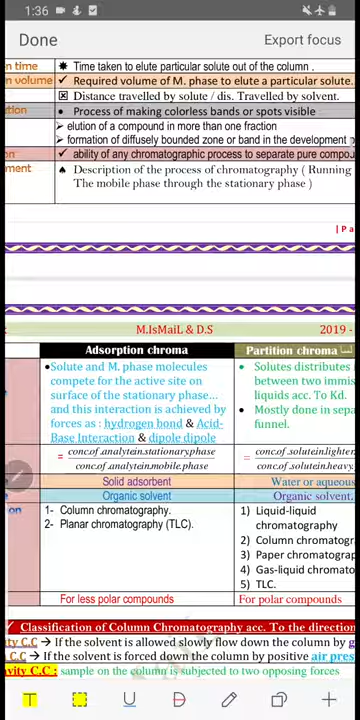 1:36
Done Export focus
n time ✷ Time taken to elute particular solute out of the column .
n volume ✓ Required volume of M. phase to elute a particular solute.
☒ Distance travelled by solute / dis. Travelled by solvent.
• Process of making colorless bands or spots visible
➢ elution of a compound in more than one fraction
➢ formation of diffusely bounded zone or band in the development
✓ ability of any chromatographic process to separate pure compou
ment ♠ Description of the process of chromatography ( Running
The mobile phase through the stationary phase )
| P a
M.IsMaiL & D.S 2019 -
Adsorption chroma Partition chroma
•Solute and M. phase molecules
compete for the active site on
surface of the stationary phase...
and this interaction is achieved by
forces as : hydrogen bond & Acid-
Base Interaction & dipole dipole
• Solutes distributes
between two immis
liquids acc. To Kd.
• Mostly done in sepa
funnel.
= conc.of.analyte in.stationary.phase / conc.of.analyte in.mobile.phase
= conc.of.solute in.lighter. / conc.of.solute in.heavy.
Solid adsorbent Water or aqueous
Organic solvent Organic solvent,
on 1- Column chromatography.
2- Planar chromatography (TLC).
1) Liquid-liquid
chromatography
2) Column chromatogr
3) Paper chromatograp
4) Gas-liquid chromato
5) TLC.
For less polar compounds For polar compounds
✓ Classification of Column Chromatography acc. To the direction
ity C.C → If the solvent is allowed slowly flow down the column by g
C.C → If the solvent is forced down the column by positive air pres
avity C.C : sample on the column is subjected to two opposing forces